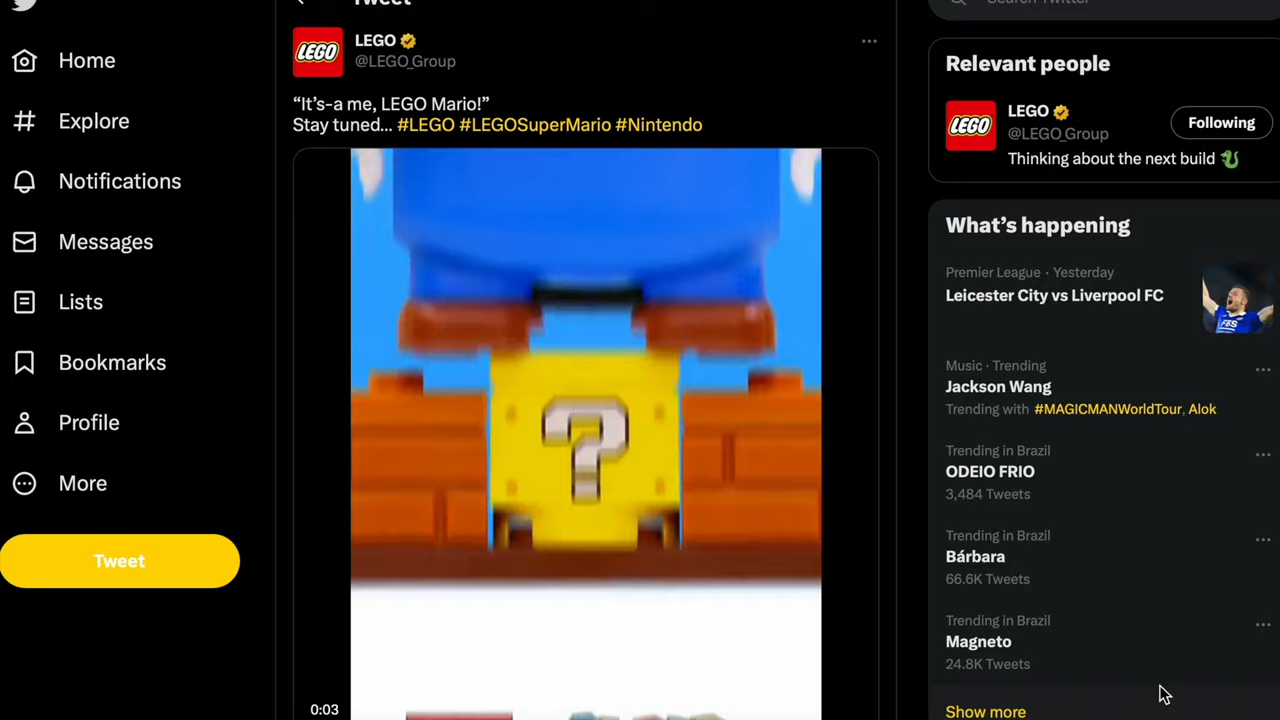 Home
Explore
Notifications
Messages
Lists
Bookmarks
Profile
More
Tweet
Tweet
LEGO
LEGO
@LEGO_Group
“It’s-a me, LEGO Mario!”
Stay tuned... #LEGO #LEGOSuperMario #Nintendo
?
0:03
Search Twitter
Relevant people
LEGO
LEGO
@LEGO_Group
Following
Thinking about the next build
What’s happening
Premier League · Yesterday
Leicester City vs Liverpool FC
FBS
Music · Trending
Jackson Wang
Trending with #MAGICMANWorldTour, Alok
Trending in Brazil
ODEIO FRIO
3,484 Tweets
Trending in Brazil
Bárbara
66.6K Tweets
Trending in Brazil
Magneto
24.8K Tweets
Show more